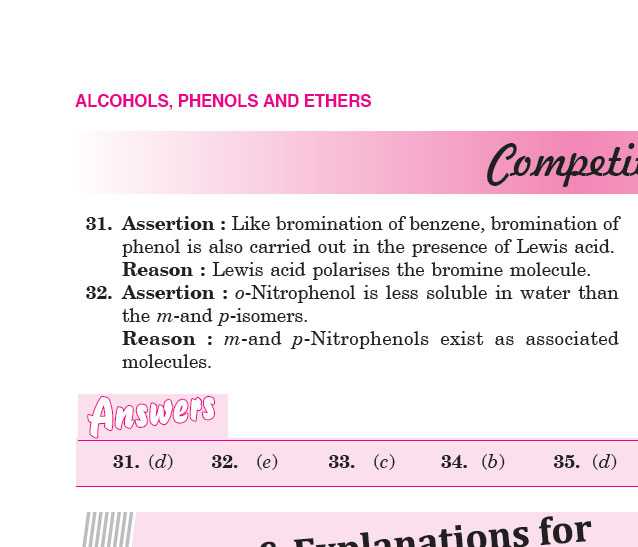 ALCOHOLS, PHENOLS AND ETHERS
31. Assertion : Like bromination of benzene, bromination of
phenol is also carried out in the presence of Lewis acid.
Reason : Lewis acid polarises the bromine molecule.
32. Assertion : o-Nitrophenol is less soluble in water than
the m-and p-isomers.
Reason : m-and p-Nitrophenols exist as associated
molecules.
Answers
31. (d) 32. (e) 33. (c) 34. (b) 35. (d)
Explanations for